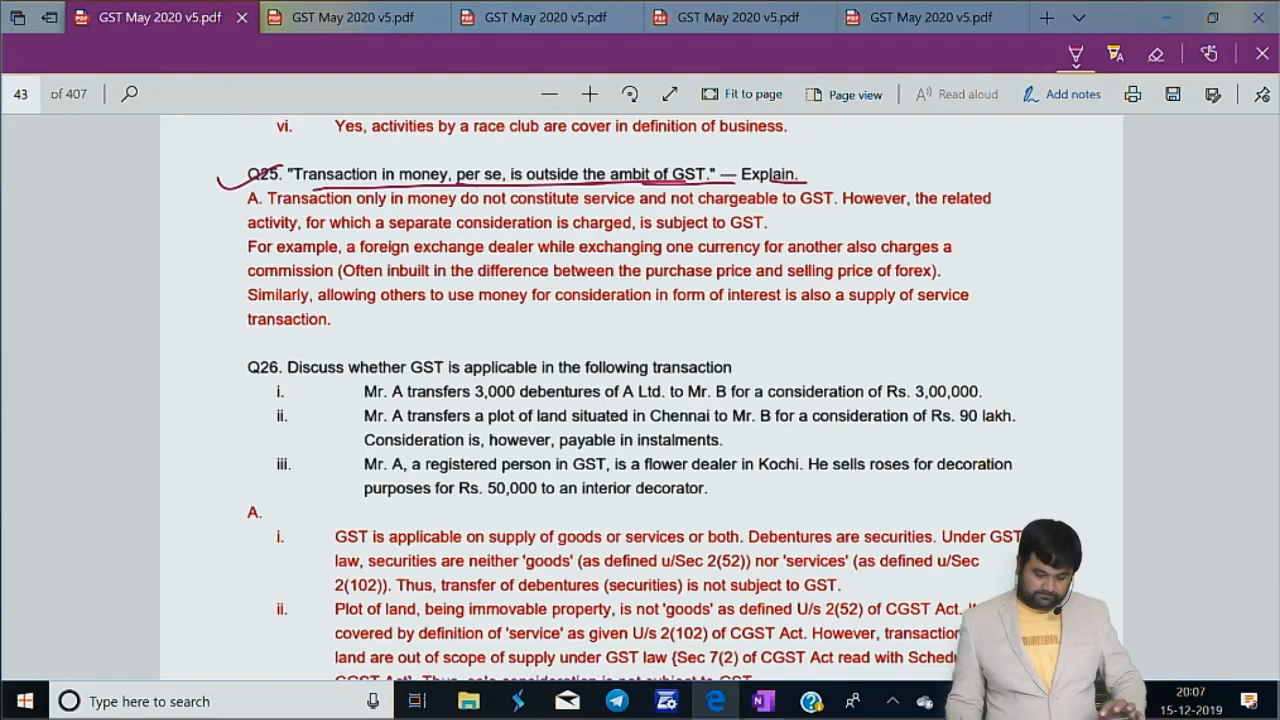 GST May 2020 v5.pdf
GST May 2020 v5.pdf
GST May 2020 v5.pdf
GST May 2020 v5.pdf
GST May 2020 v5.pdf
43 of 407
Fit to page
Page view
Read aloud
Add notes
vi. Yes, activities by a race club are cover in definition of business.
Q25. "Transaction in money, per se, is outside the ambit of GST." — Explain.
A. Transaction only in money do not constitute service and not chargeable to GST. However, the related
activity, for which a separate consideration is charged, is subject to GST.
For example, a foreign exchange dealer while exchanging one currency for another also charges a
commission (Often inbuilt in the difference between the purchase price and selling price of forex).
Similarly, allowing others to use money for consideration in form of interest is also a supply of service
transaction.
Q26. Discuss whether GST is applicable in the following transaction
i. Mr. A transfers 3,000 debentures of A Ltd. to Mr. B for a consideration of Rs. 3,00,000.
ii. Mr. A transfers a plot of land situated in Chennai to Mr. B for a consideration of Rs. 90 lakh.
Consideration is, however, payable in instalments.
iii. Mr. A, a registered person in GST, is a flower dealer in Kochi. He sells roses for decoration
purposes for Rs. 50,000 to an interior decorator.
A.
i. GST is applicable on supply of goods or services or both. Debentures are securities. Under GST
law, securities are neither 'goods' (as defined u/Sec 2(52)) nor 'services' (as defined u/Sec
2(102)). Thus, transfer of debentures (securities) is not subject to GST.
ii. Plot of land, being immovable property, is not 'goods' as defined U/s 2(52) of CGST Act.
covered by definition of 'service' as given U/s 2(102) of CGST Act. However, transaction
land are out of scope of supply under GST law {Sec 7(2) of CGST Act read with Sched
Type here to search
20:07
15-12-2019